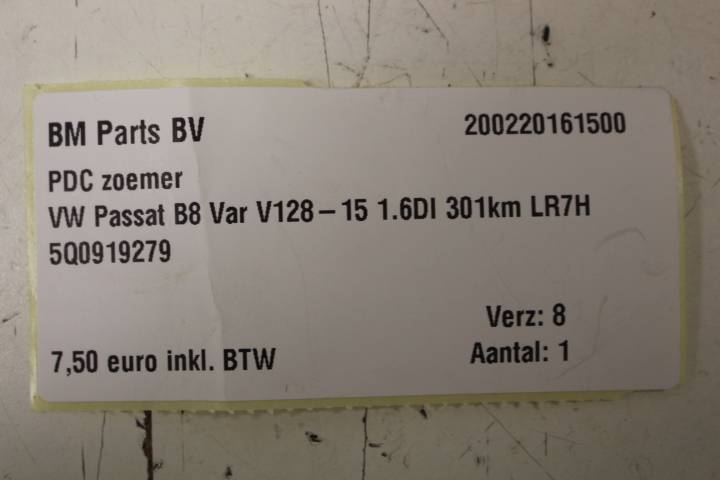 BM Parts BV 200220161500
PDC zoemer
VW Passat B8 Var V128-15 1.6DI 301km LR7H
5Q0919279
Verz: 8
7,50 euro inkl. BTW Aantal: 1